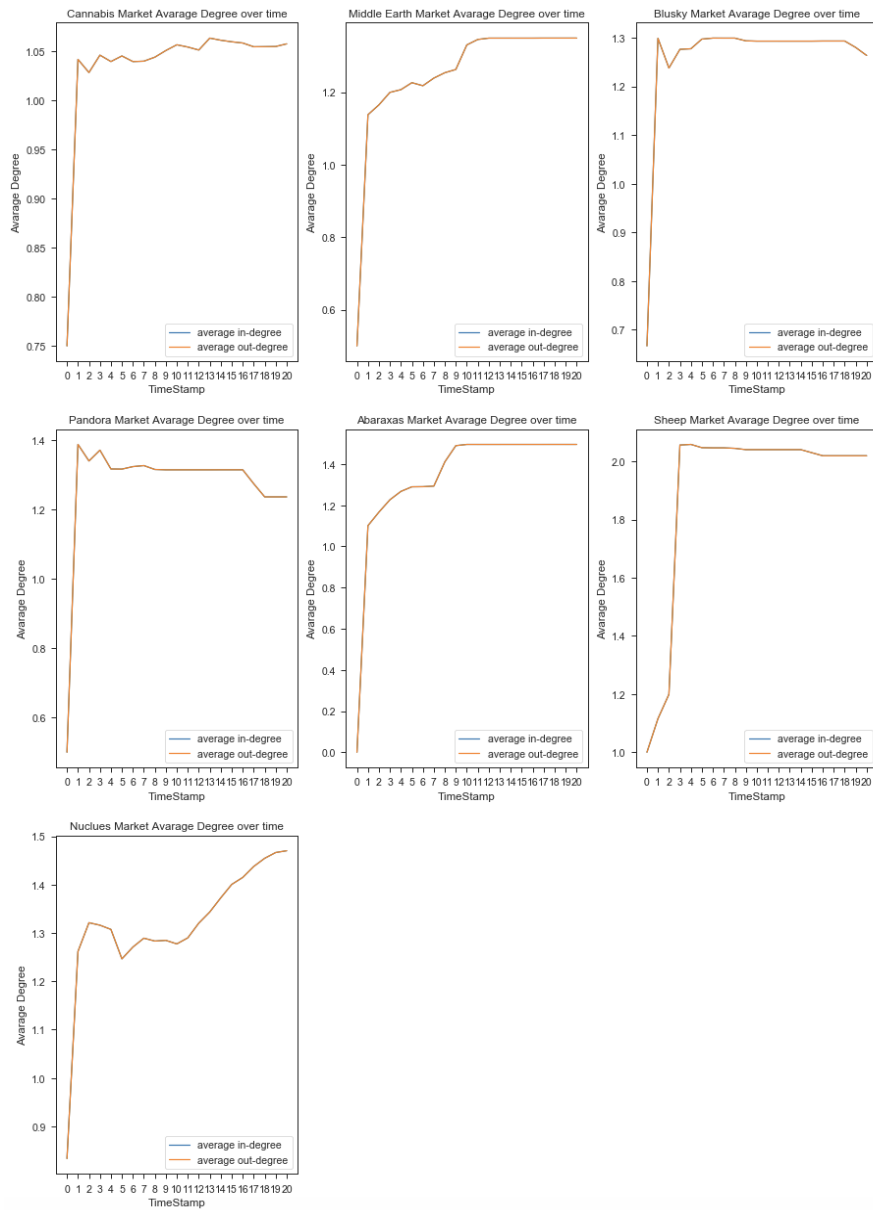 Cannabis Market Avarage Degree over time
Avarage Degree
1.05
1.00
0.95
0.90
0.85
0.80
0.75
average in-degree
average out-degree
0 1 2 3 4 5 6 7 8 9 10 11 12 13 14 15 16 17 18 19 20
TimeStamp
Middle Earth Market Avarage Degree over time
Avarage Degree
1.2
1.0
0.8
0.6
average in-degree
average out-degree
0 1 2 3 4 5 6 7 8 9 10 11 12 13 14 15 16 17 18 19 20
TimeStamp
Blusky Market Avarage Degree over time
Avarage Degree
1.3
1.2
1.1
1.0
0.9
0.8
0.7
average in-degree
average out-degree
0 1 2 3 4 5 6 7 8 9 10 11 12 13 14 15 16 17 18 19 20
TimeStamp
Pandora Market Avarage Degree over time
Avarage Degree
1.4
1.2
1.0
0.8
0.6
average in-degree
average out-degree
0 1 2 3 4 5 6 7 8 9 10 11 12 13 14 15 16 17 18 19 20
TimeStamp
Abaraxas Market Avarage Degree over time
Avarage Degree
1.4
1.2
1.0
0.8
0.6
0.4
0.2
0.0
average in-degree
average out-degree
0 1 2 3 4 5 6 7 8 9 10 11 12 13 14 15 16 17 18 19 20
TimeStamp
Sheep Market Avarage Degree over time
Avarage Degree
2.0
1.8
1.6
1.4
1.2
1.0
average in-degree
average out-degree
0 1 2 3 4 5 6 7 8 9 10 11 12 13 14 15 16 17 18 19 20
TimeStamp
Nuclues Market Avarage Degree over time
Avarage Degree
1.5
1.4
1.3
1.2
1.1
1.0
0.9
average in-degree
average out-degree
0 1 2 3 4 5 6 7 8 9 10 11 12 13 14 15 16 17 18 19 20
TimeStamp